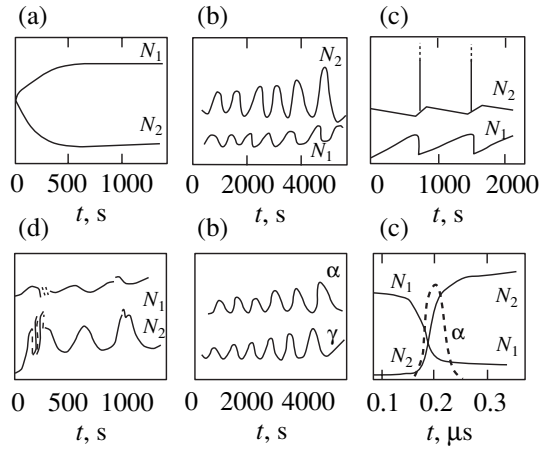 (a) (b) (c)
N1 N2 N2 N1 N2 N1
0 500 1000 0 2000 4000 0 1000 2000
t, s t, s t, s
(d) (b) (c)
N1 N2 α γ N1 N2 α N2 N1
0 500 1000 0 2000 4000 0.1 0.2 0.3
t, s t, s t, μs